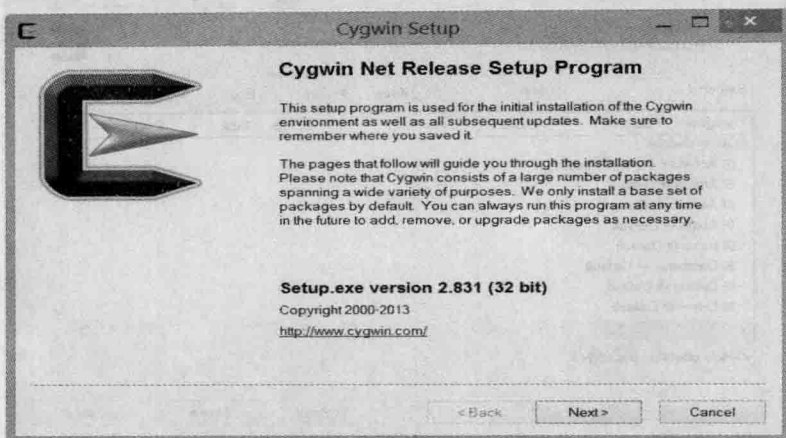 Cygwin Setup
Cygwin Net Release Setup Program
This setup program is used for the initial installation of the Cygwin
environment as well as all subsequent updates. Make sure to
remember where you saved it.
The pages that follow will guide you through the installation.
Please note that Cygwin consists of a large number of packages
spanning a wide variety of purposes. We only install a base set of
packages by default. You can always run this program at any time
in the future to add, remove, or upgrade packages as necessary.
Setup.exe version 2.831 (32 bit)
Copyright 2000-2013
http://www.cygwin.com/
< Back
Next >
Cancel